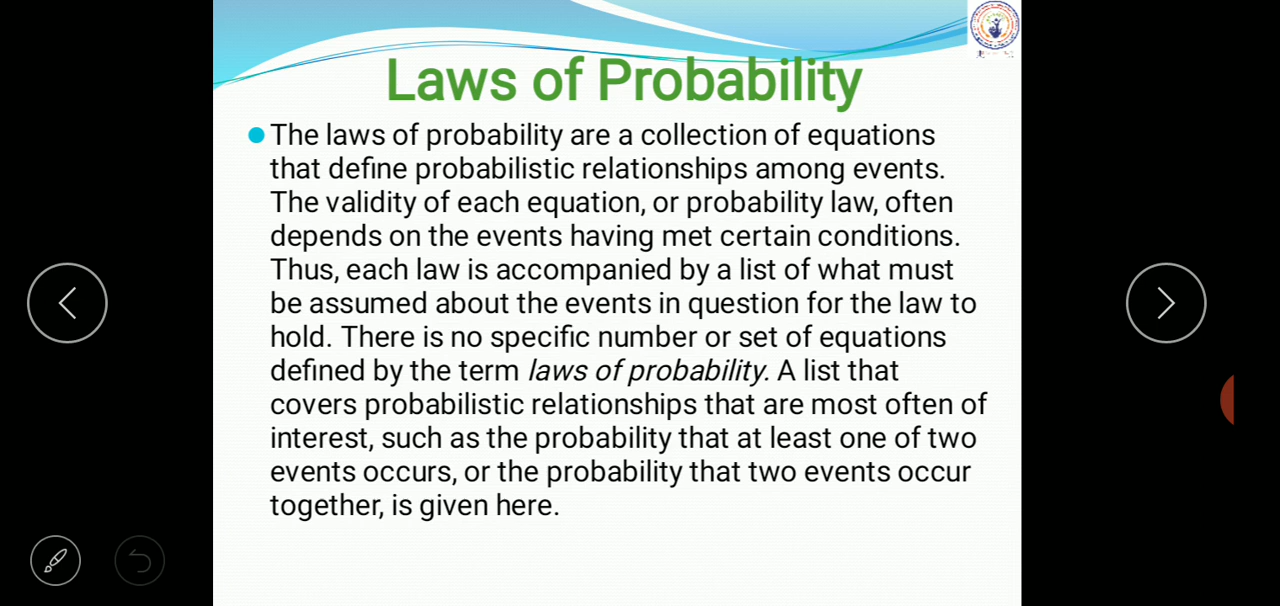 Laws of Probability
The laws of probability are a collection of equations
that define probabilistic relationships among events.
The validity of each equation, or probability law, often
depends on the events having met certain conditions.
Thus, each law is accompanied by a list of what must
be assumed about the events in question for the law to
hold. There is no specific number or set of equations
defined by the term laws of probability. A list that
covers probabilistic relationships that are most often of
interest, such as the probability that at least one of two
events occurs, or the probability that two events occur
together, is given here.